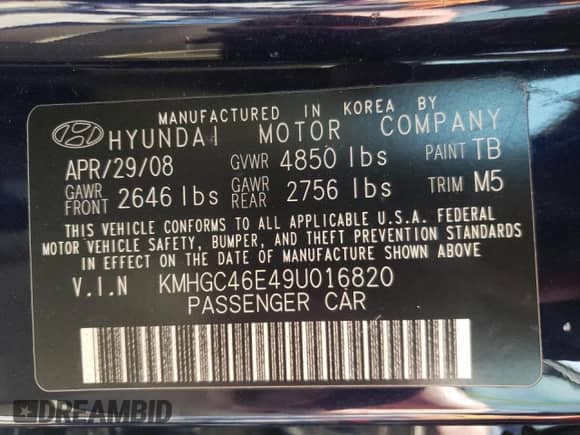 MANUFACTURED IN KOREA BY
HYUNDAI MOTOR COMPANY
APR/29/08 GVWR 4850 lbs PAINT TB
GAWR FRONT 2646 lbs GAWR REAR 2756 lbs TRIM M5
THIS VEHICLE CONFORMS TO ALL APPLICABLE U.S.A. FEDERAL
MOTOR VEHICLE SAFETY, BUMPER, AND THEFT PREVENTION
STANDARDS IN EFFECT ON THE DATE OF MANUFACTURE SHOWN ABOVE.
V.I.N KMHGC46E49U016820
PASSENGER CAR
DREAMBID